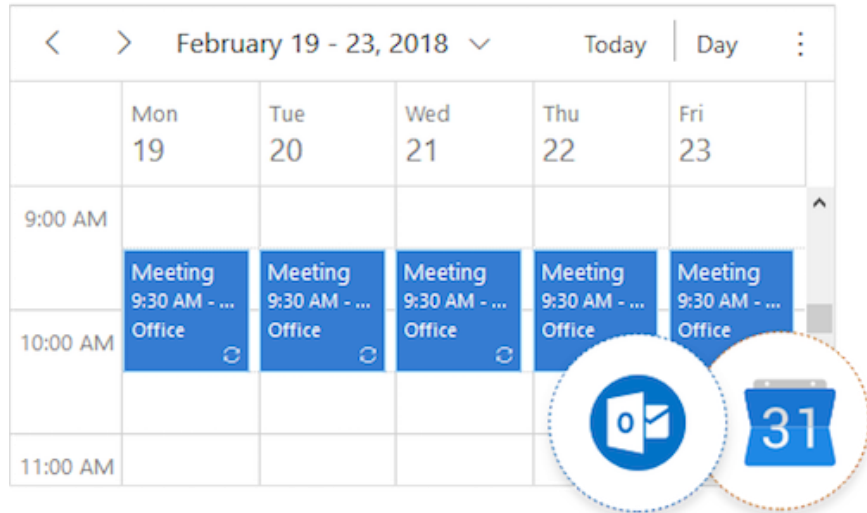 February 19 - 23, 2018
Today
Day
Mon
19
Tue
20
Wed
21
Thu
22
Fri
23
9:00 AM
Meeting
9:30 AM - ...
Office
Meeting
9:30 AM - ...
Office
Meeting
9:30 AM - ...
Office
Meeting
9:30 AM - ...
Office
Meeting
9:30 AM - ...
Office
10:00 AM
11:00 AM
O
31